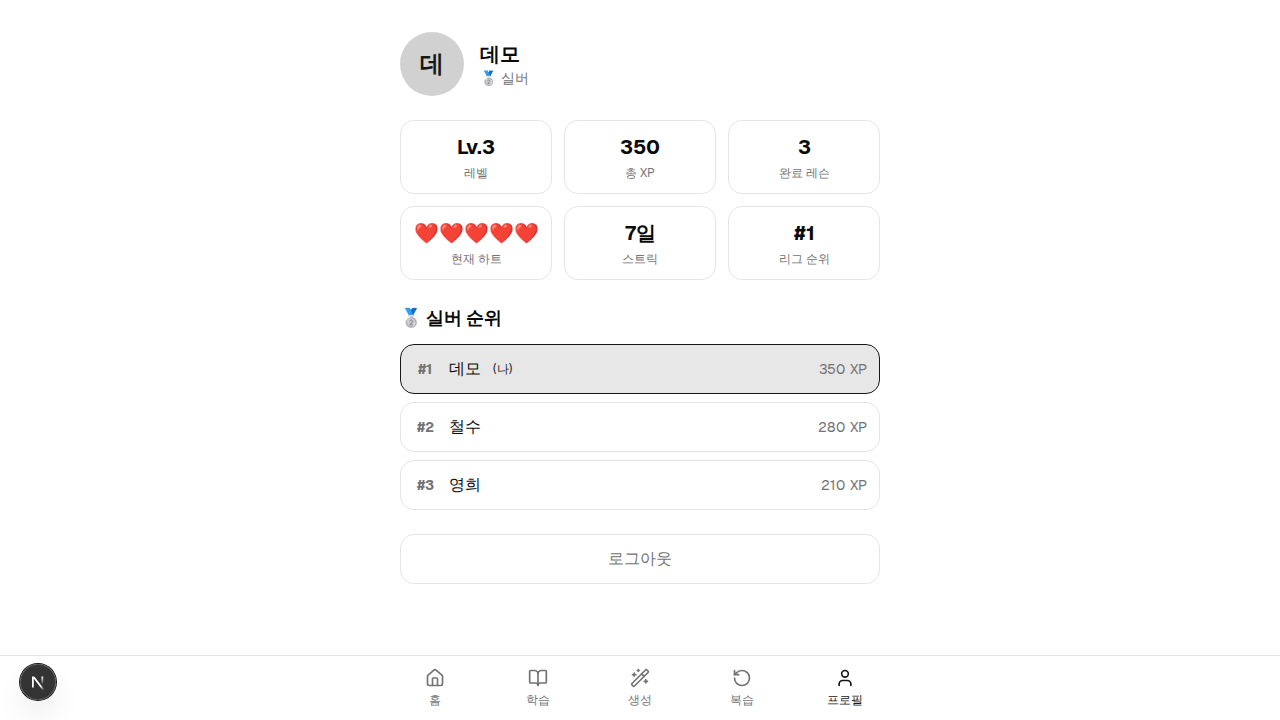 데
데모
🥈 실버
Lv.3
레벨
350
총 XP
3
완료 레슨
❤️❤️❤️❤️❤️
현재 하트
7일
스트릭
#1
리그 순위
🥈 실버 순위
#1 데모 (나) 350 XP
#2 철수 280 XP
#3 영희 210 XP
로그아웃
N
홈
학습
생성
복습
프로필